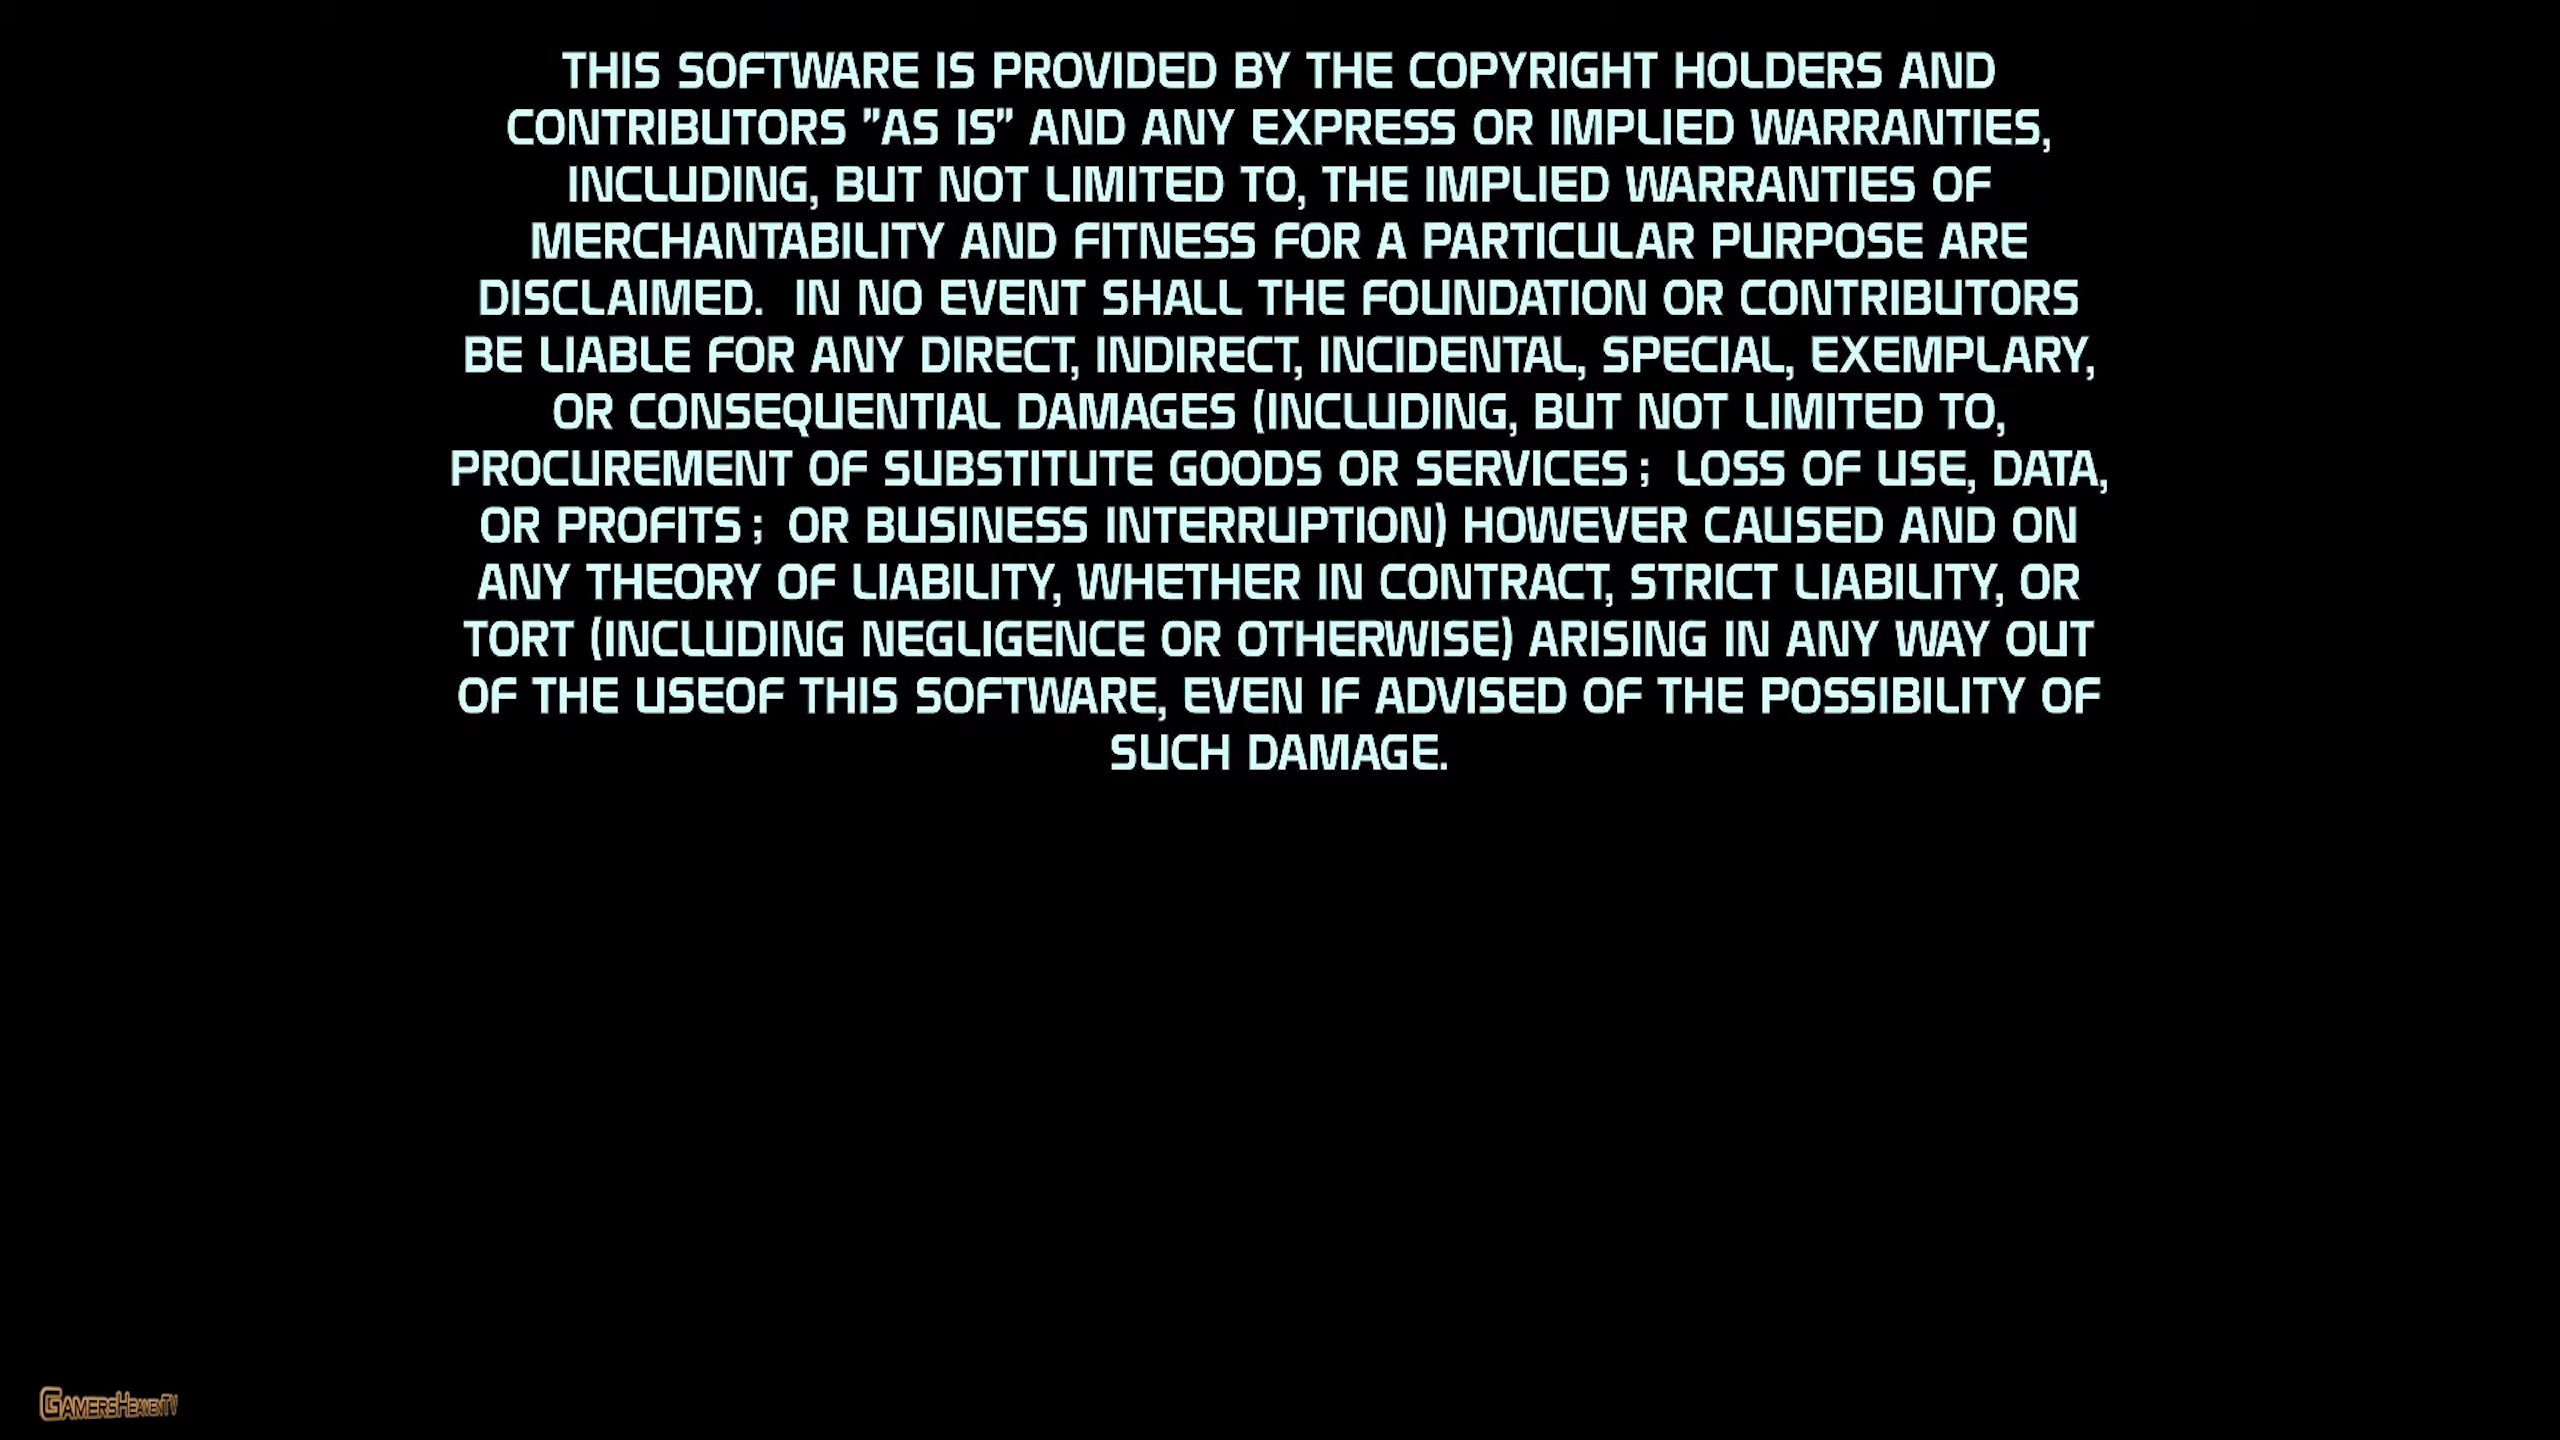 THIS SOFTWARE IS PROVIDED BY THE COPYRIGHT HOLDERS AND
CONTRIBUTORS "AS IS" AND ANY EXPRESS OR IMPLIED WARRANTIES,
INCLUDING, BUT NOT LIMITED TO, THE IMPLIED WARRANTIES OF
MERCHANTABILITY AND FITNESS FOR A PARTICULAR PURPOSE ARE
DISCLAIMED.  IN NO EVENT SHALL THE FOUNDATION OR CONTRIBUTORS
BE LIABLE FOR ANY DIRECT, INDIRECT, INCIDENTAL, SPECIAL, EXEMPLARY,
OR CONSEQUENTIAL DAMAGES (INCLUDING, BUT NOT LIMITED TO,
PROCUREMENT OF SUBSTITUTE GOODS OR SERVICES;  LOSS OF USE, DATA,
OR PROFITS;  OR BUSINESS INTERRUPTION) HOWEVER CAUSED AND ON
ANY THEORY OF LIABILITY, WHETHER IN CONTRACT, STRICT LIABILITY, OR
TORT (INCLUDING NEGLIGENCE OR OTHERWISE) ARISING IN ANY WAY OUT
OF THE USEOF THIS SOFTWARE, EVEN IF ADVISED OF THE POSSIBILITY OF
SUCH DAMAGE.
GAMERSHEAVENTV